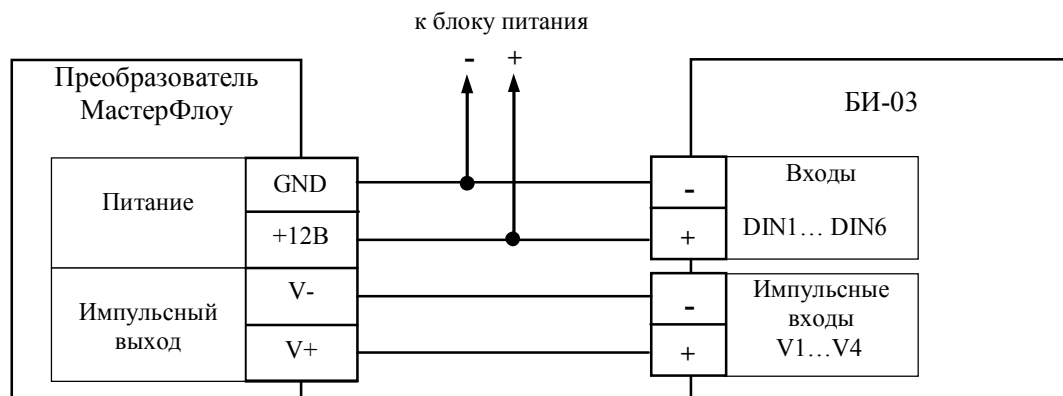 к блоку питания
- +
Преобразователь
МастерФлоу
БИ-03
Питание
GND
+12В
Импульсный
выход
V-
V+
-
+
Входы
DIN1… DIN6
-
+
Импульсные
входы
V1…V4